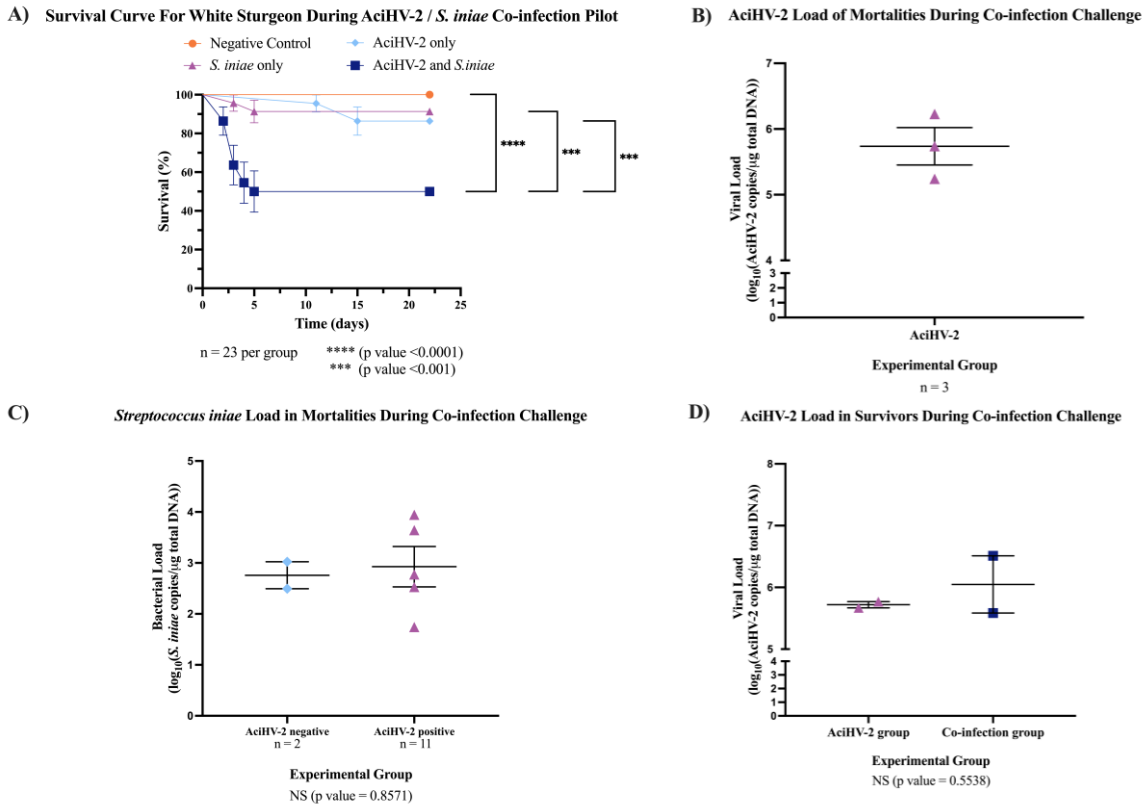 A) Survival Curve For White Sturgeon During AciHV-2 / S. iniae Co-infection Pilot
Negative Control
AciHV-2 only
S. iniae only
AciHV-2 and S.iniae
Survival (%)
100
80
60
40
20
0
0 5 10 15 20 25
Time (days)
****
***
***
n = 23 per group
**** (p value <0.0001)
*** (p value <0.001)
B) AciHV-2 Load of Mortalities During Co-infection Challenge
Viral Load
(log10(AciHV-2 copies/μg total DNA))
7
6
5
4
3
2
1
0
AciHV-2
Experimental Group
n = 3
C) Streptococcus iniae Load in Mortalities During Co-infection Challenge
Bacterial Load
(log10(S. iniae copies/μg total DNA))
5
4
3
2
1
0
AciHV-2 negative
n = 2
AciHV-2 positive
n = 11
Experimental Group
NS (p value = 0.8571)
D) AciHV-2 Load in Survivors During Co-infection Challenge
Viral Load
(log10(AciHV-2 copies/μg total DNA))
8
7
6
5
4
3
2
1
0
AciHV-2 group
Co-infection group
Experimental Group
NS (p value = 0.5538)